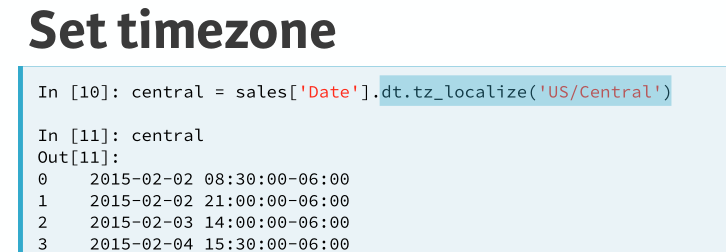 Set timezone
In [10]: central = sales['Date'].dt.tz_localize('US/Central')
In [11]: central
Out[11]:
0    2015-02-02 08:30:00-06:00
1    2015-02-02 21:00:00-06:00
2    2015-02-03 14:00:00-06:00
3    2015-02-04 15:30:00-06:00